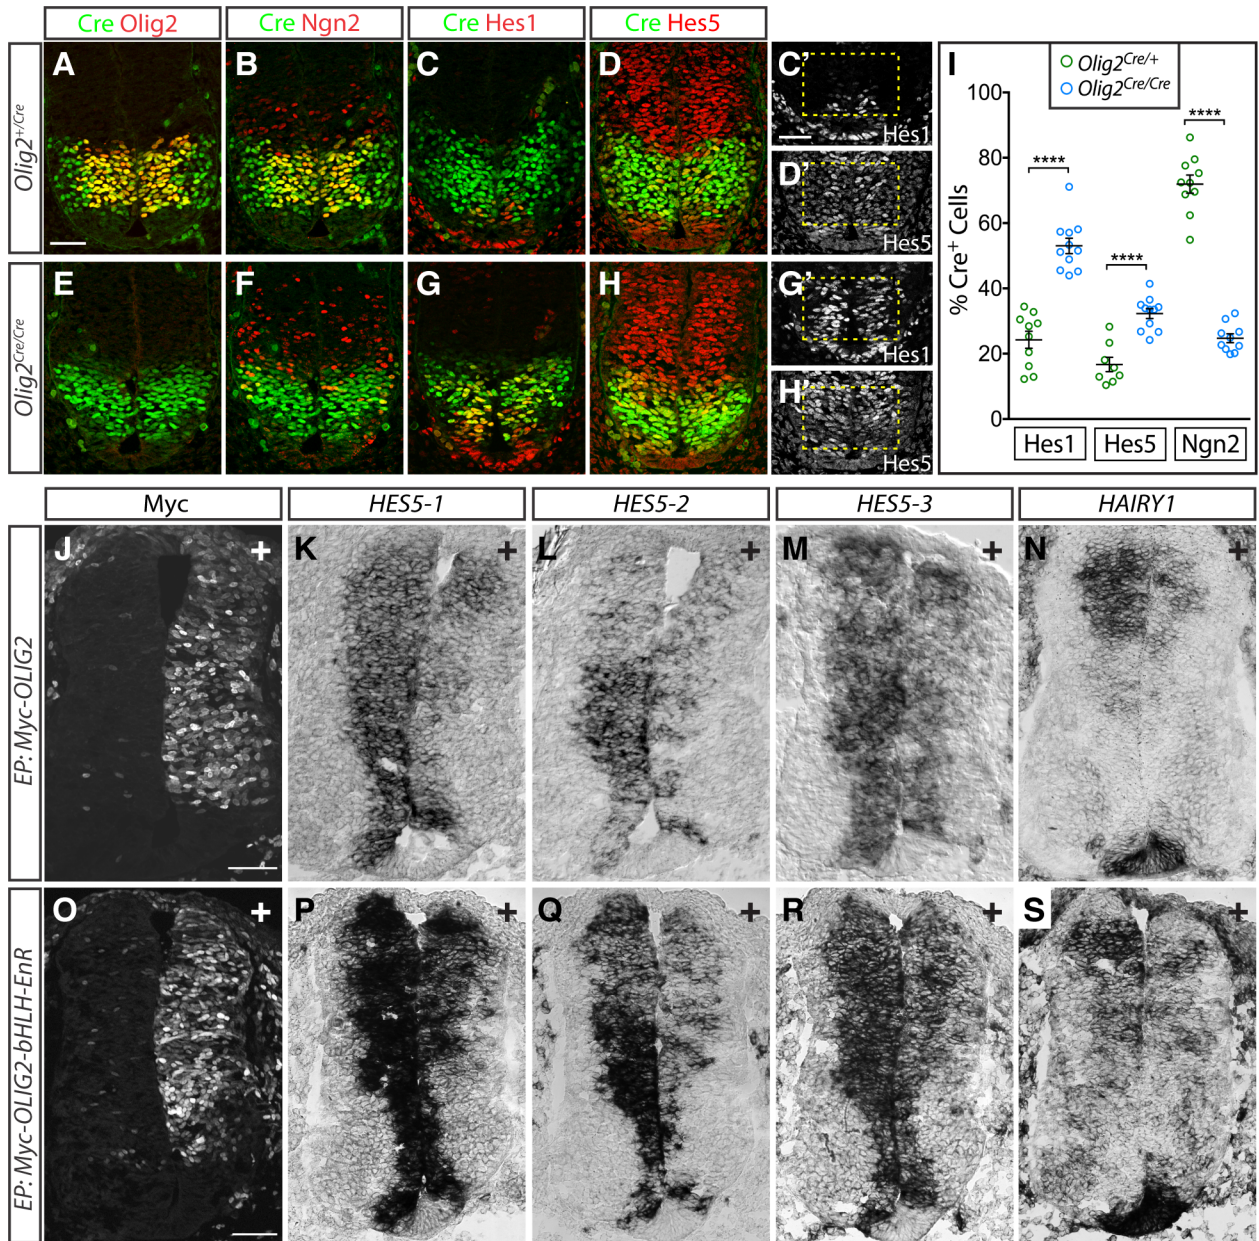 Cre Olig2
Cre Ngn2
Cre Hes1
Cre Hes5
Olig2+/Cre
A
B
C
D
C'
Hes1
D'
Hes5
Olig2Cre/Cre
E
F
G
H
G'
Hes1
H'
Hes5
I
Olig2Cre/+
Olig2Cre/Cre
% Cre+ Cells
100
80
60
40
20
0
****
****
****
Hes1
Hes5
Ngn2
Myc
HES5-1
HES5-2
HES5-3
HAIRY1
EP: Myc-OLIG2
J +
K +
L +
M +
N +
EP: Myc-OLIG2-bHLH-EnR
O +
P +
Q +
R +
S +